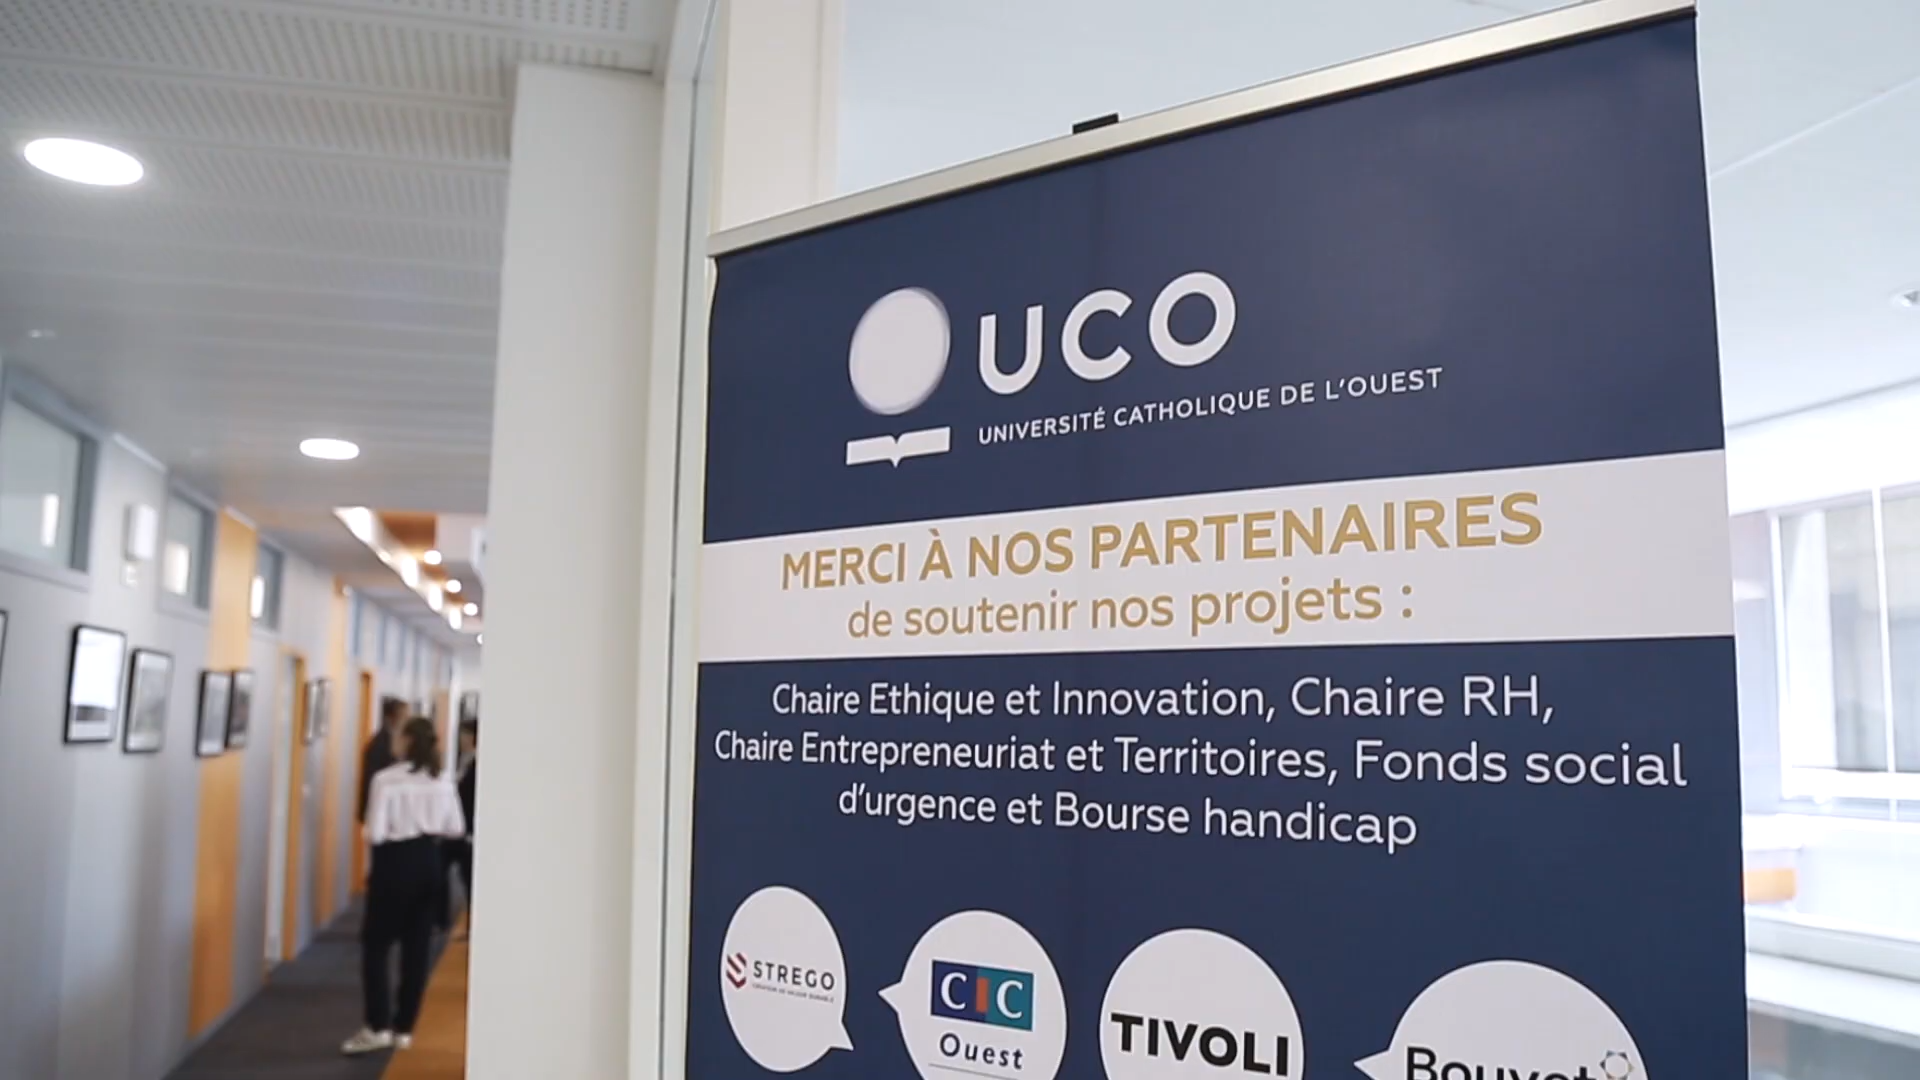 UCO
UNIVERSITÉ CATHOLIQUE DE L'OUEST
MERCI À NOS PARTENAIRES
de soutenir nos projets :
Chaire Ethique et Innovation, Chaire RH,
Chaire Entrepreneuriat et Territoires, Fonds social
d'urgence et Bourse handicap
STREGO
CIC
Ouest
TIVOLI
Bouvet